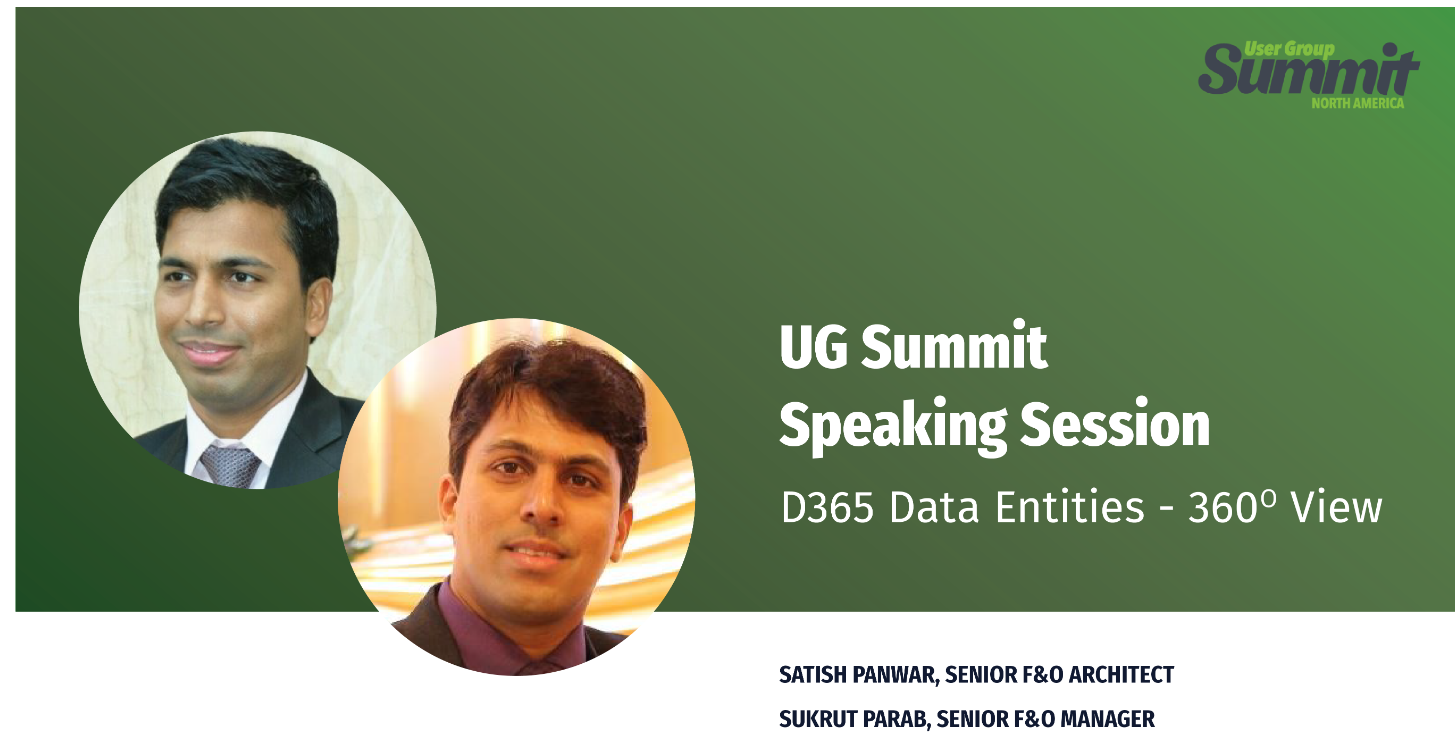 User Group
Summit
NORTH AMERICA
UG Summit
Speaking Session
D365 Data Entities - 360⁰ View
SATISH PANWAR, SENIOR F&O ARCHITECT
SUKRUT PARAB, SENIOR F&O MANAGER